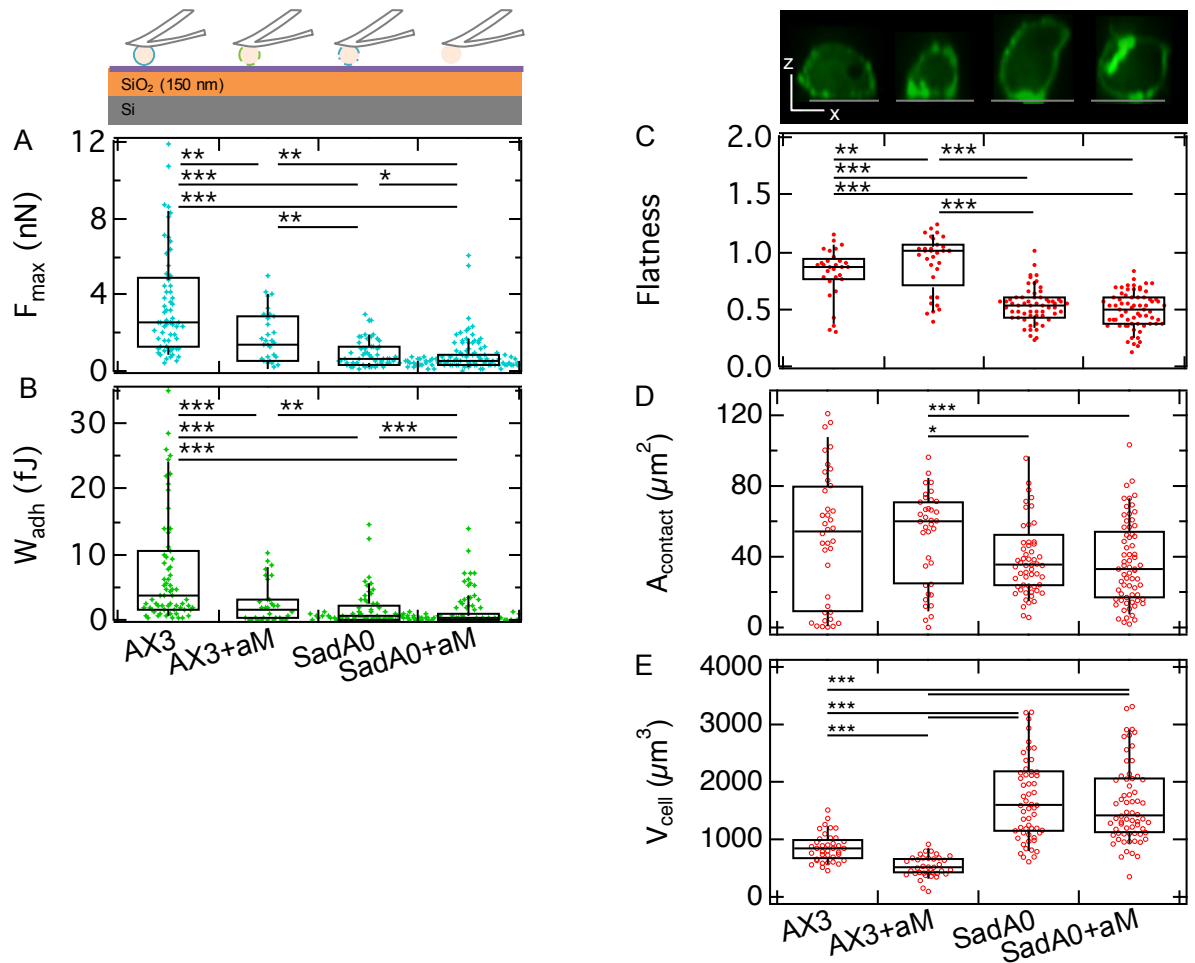 SiO2 (150 nm)
Si
z
x
A
Fmax (nN)
12
8
4
0
** **
*** *
***
**
B
Wadh (fJ)
30
20
10
0
*** **
*** ***
***
AX3
AX3+aM
SadA0
SadA0+aM
C
Flatness
2.0
1.5
1.0
0.5
0.0
** ***
***
***
***
D
Acontact (µm2)
120
80
40
0
***
*
E
Vcell (µm3)
4000
3000
2000
1000
0
***
***
***
AX3
AX3+aM
SadA0
SadA0+aM